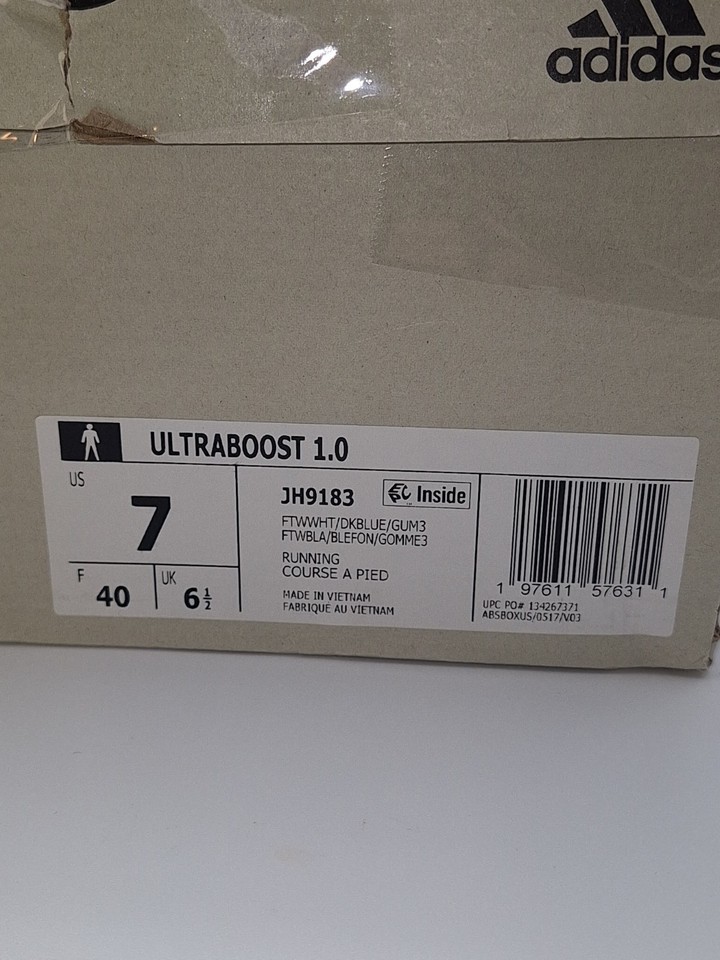 adidas
ULTRABOOST 1.0
US
7
F 40
UK 6½
JH9183
Inside
FTWWHT/DKBLUE/GUM3
FTWBLA/BLEFON/GOMME3
RUNNING
COURSE A PIED
MADE IN VIETNAM
FABRIQUÉ AU VIETNAM
1 97611 57631 1
UPC PO# 134267371
ABSBOXUS/0517/V03